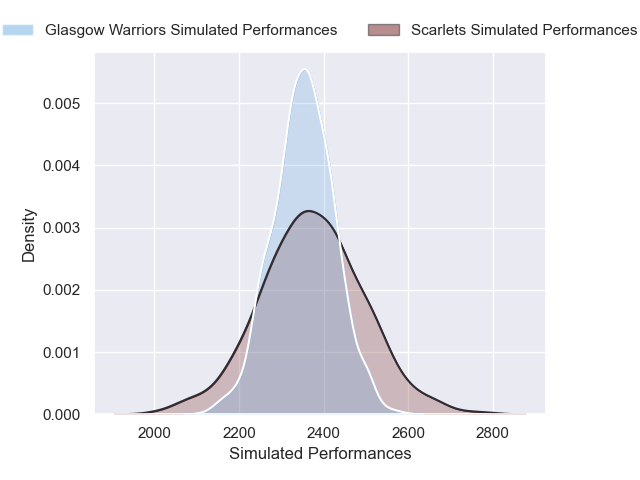 Glasgow Warriors Simulated Performances Scarlets Simulated Performances
0.005
0.004
0.003
0.002
0.001
0.000
Density
2000 2200 2400 2600 2800
Simulated Performances